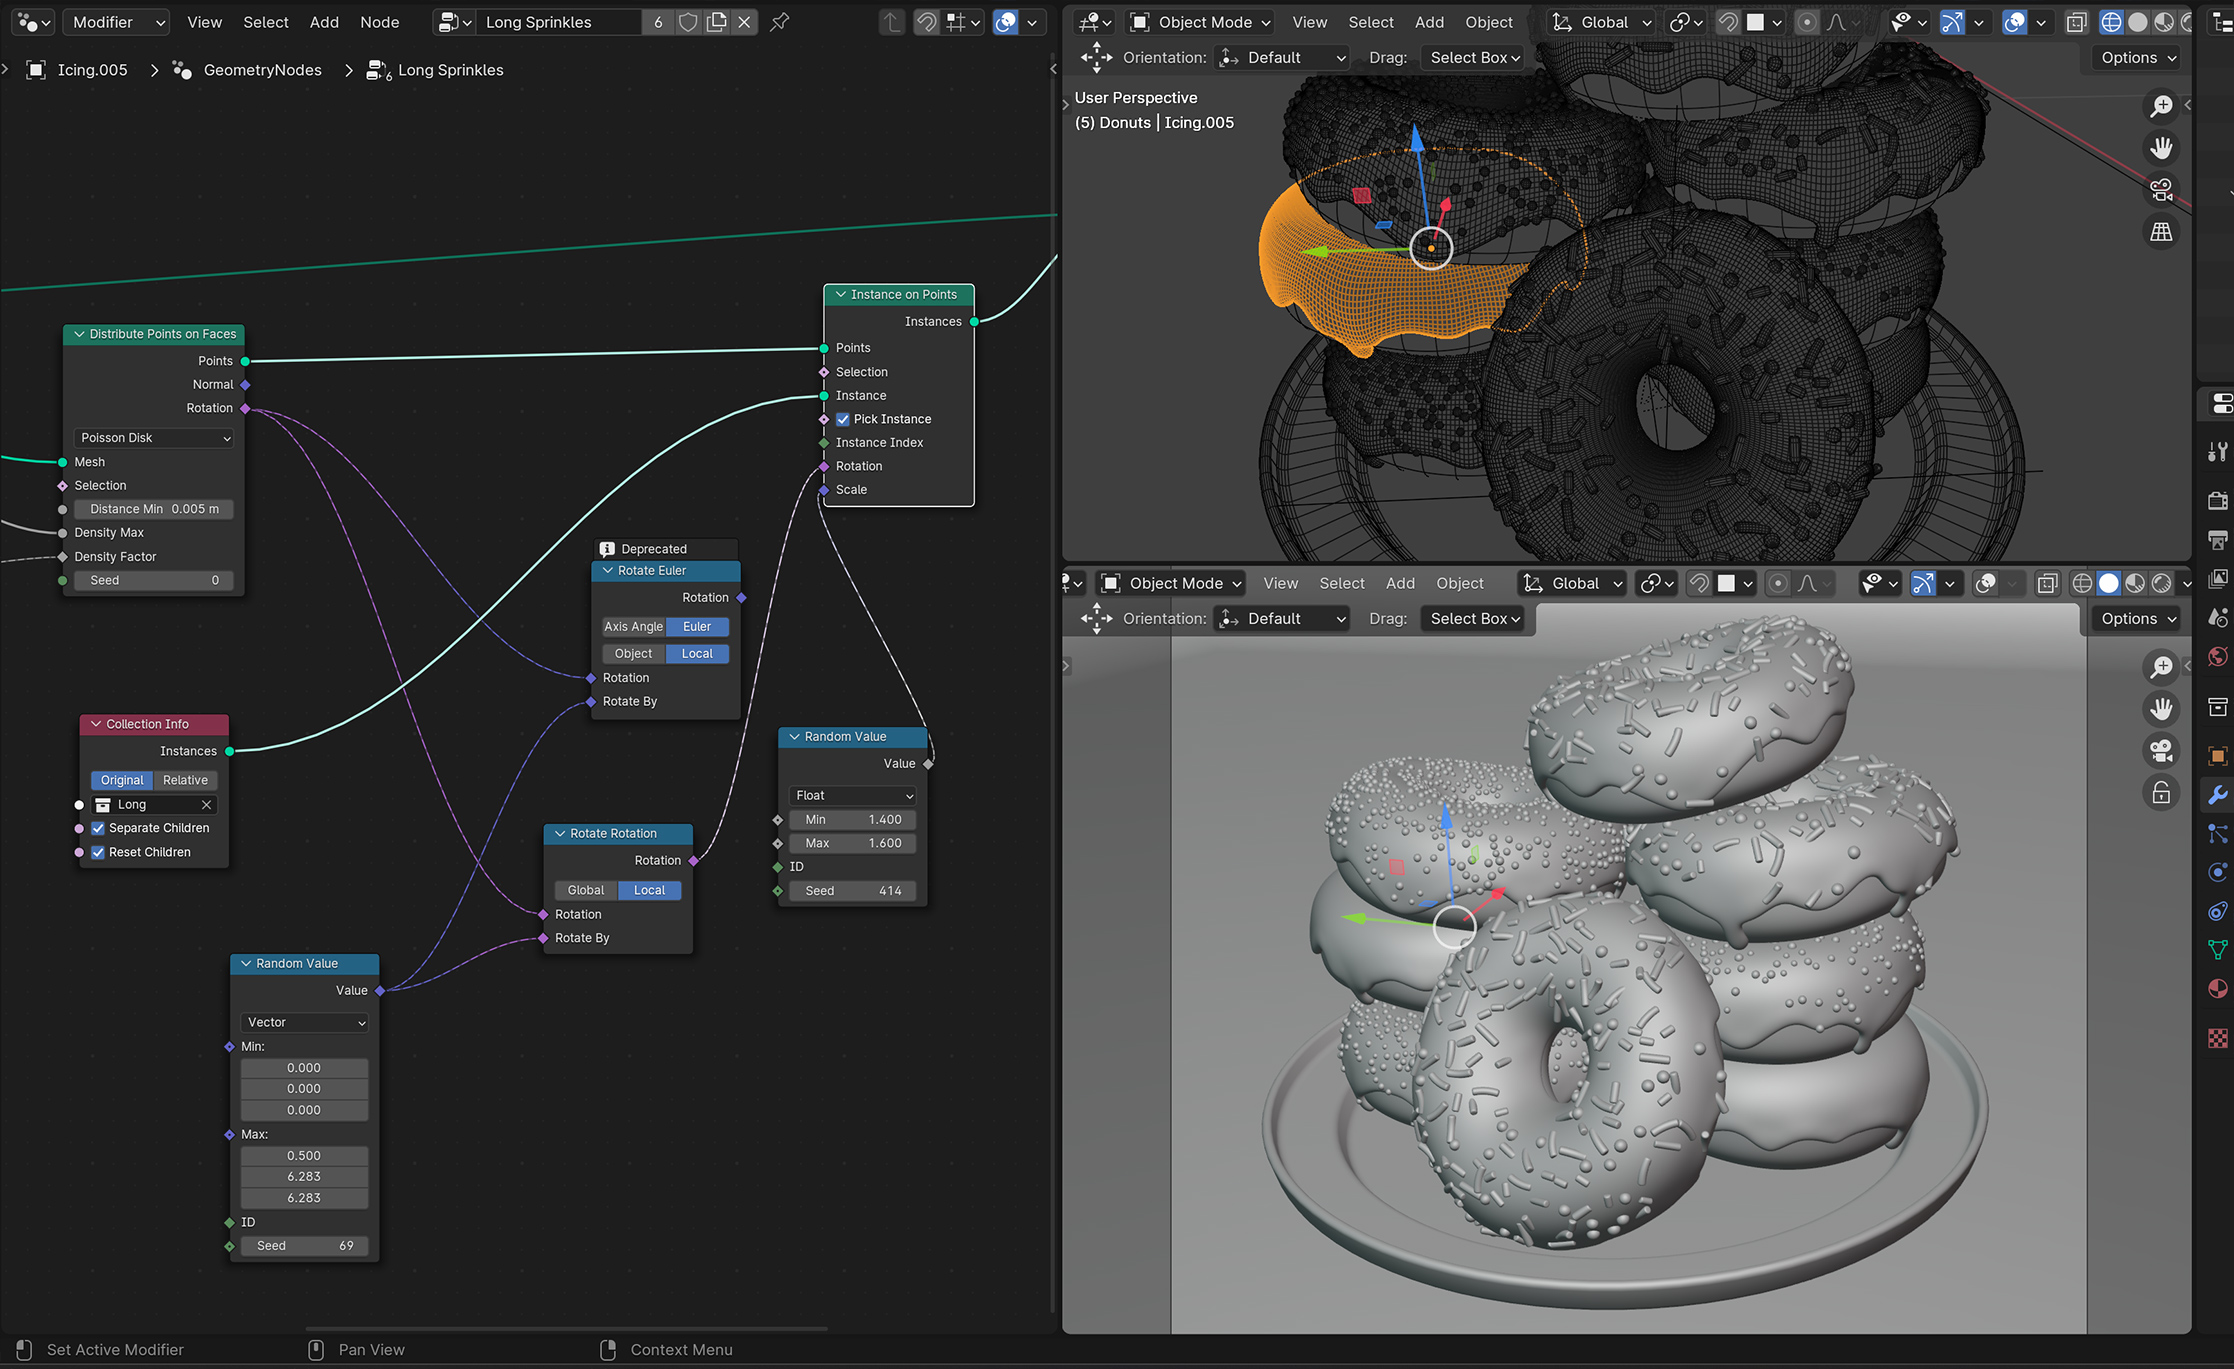 Modifier View Select Add Node Long Sprinkles 6
Icing.005 GeometryNodes 6 Long Sprinkles
Distribute Points on Faces
Points
Normal
Rotation
Poisson Disk
Mesh
Selection
Distance Min 0.005 m
Density Max
Density Factor
Seed 0
Instance on Points
Instances
Points
Selection
Instance
Pick Instance
Instance Index
Rotation
Scale
Deprecated
Rotate Euler
Rotation
Axis Angle Euler
Object Local
Rotation
Rotate By
Collection Info
Instances
Original Relative
Long
Separate Children
Reset Children
Random Value
Value
Float
Min 1.400
Max 1.600
ID
Seed 414
Rotate Rotation
Rotation
Global Local
Rotation
Rotate By
Random Value
Value
Vector
Min:
0.000
0.000
0.000
Max:
0.500
6.283
6.283
ID
Seed 69
Object Mode View Select Add Object Global
Orientation: Default Drag: Select Box Options
User Perspective
(5) Donuts | Icing.005
Object Mode View Select Add Object Global
Orientation: Default Drag: Select Box Options
Set Active Modifier Pan View Context Menu